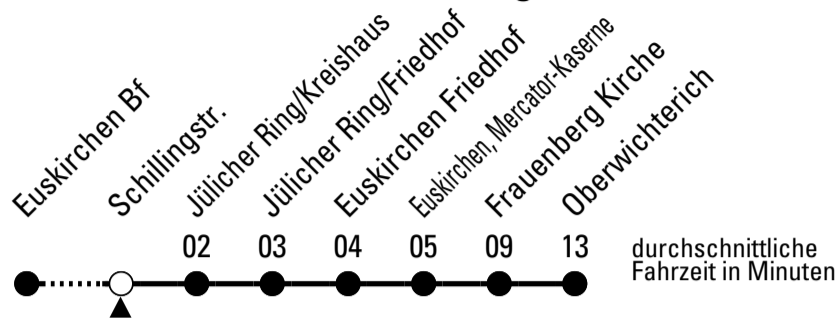 Euskirchen Bf
Schillingstr.
Jülicher Ring/Kreishaus
Jülicher Ring/Friedhof
Euskirchen Friedhof
Euskirchen, Mercator-Kaserne
Frauenberg Kirche
Oberwichterich
02 03 04 05 09 13
durchschnittliche
Fahrzeit in Minuten